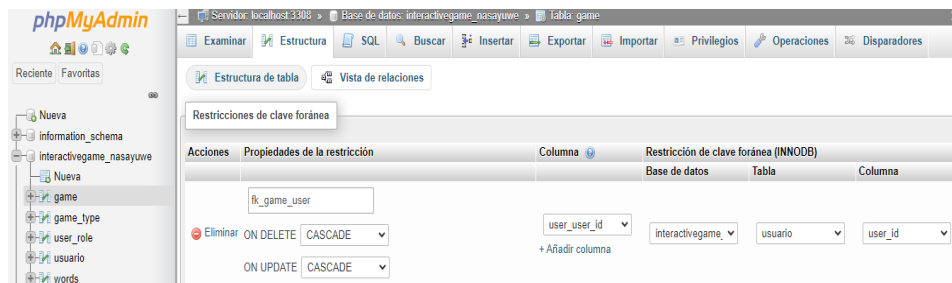 phpMyAdmin
Reciente Favoritas
Nueva
information_schema
interactivegame_nasayuwe
Nueva
game
game_type
user_role
usuario
words
Servidor: localhost:3308 » Base de datos: interactivegame_nasayuwe » Tabla: game
Examinar Estructura SQL Buscar Insertar Exportar Importar Privilegios Operaciones Disparadores
Estructura de tabla Vista de relaciones
Restricciones de clave foránea
Acciones Propiedades de la restricción Columna Restricción de clave foránea (INNODB)
Base de datos Tabla Columna
fk_game_user
Eliminar ON DELETE CASCADE user_user_id interactivegame_ usuario user_id
+ Añadir columna
ON UPDATE CASCADE